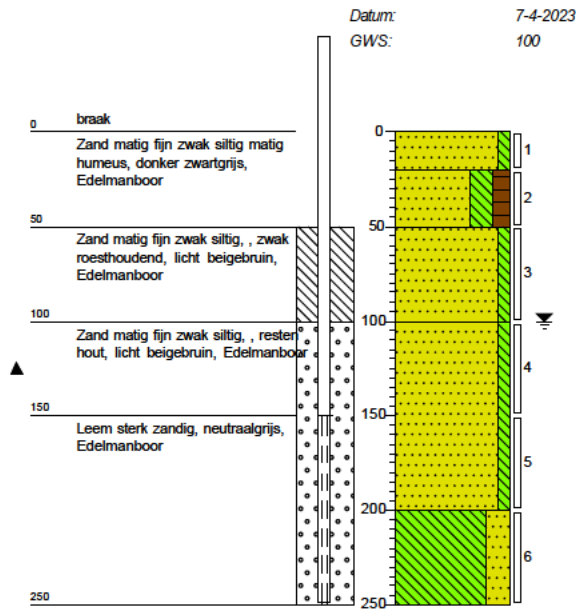 Datum: 7-4-2023
GWS: 100
0 braak
Zand matig fijn zwak siltig matig
humeus, donker zwartgrijs,
Edelmanboor
50
Zand matig fijn zwak siltig, , zwak
roesthoudend, licht beigebruin,
Edelmanboor
100
Zand matig fijn zwak siltig, , resten
hout, licht beigebruin, Edelmanboor
150
Leem sterk zandig, neutraalgrijs,
Edelmanboor
250
0
50
100
150
200
250
1
2
3
4
5
6